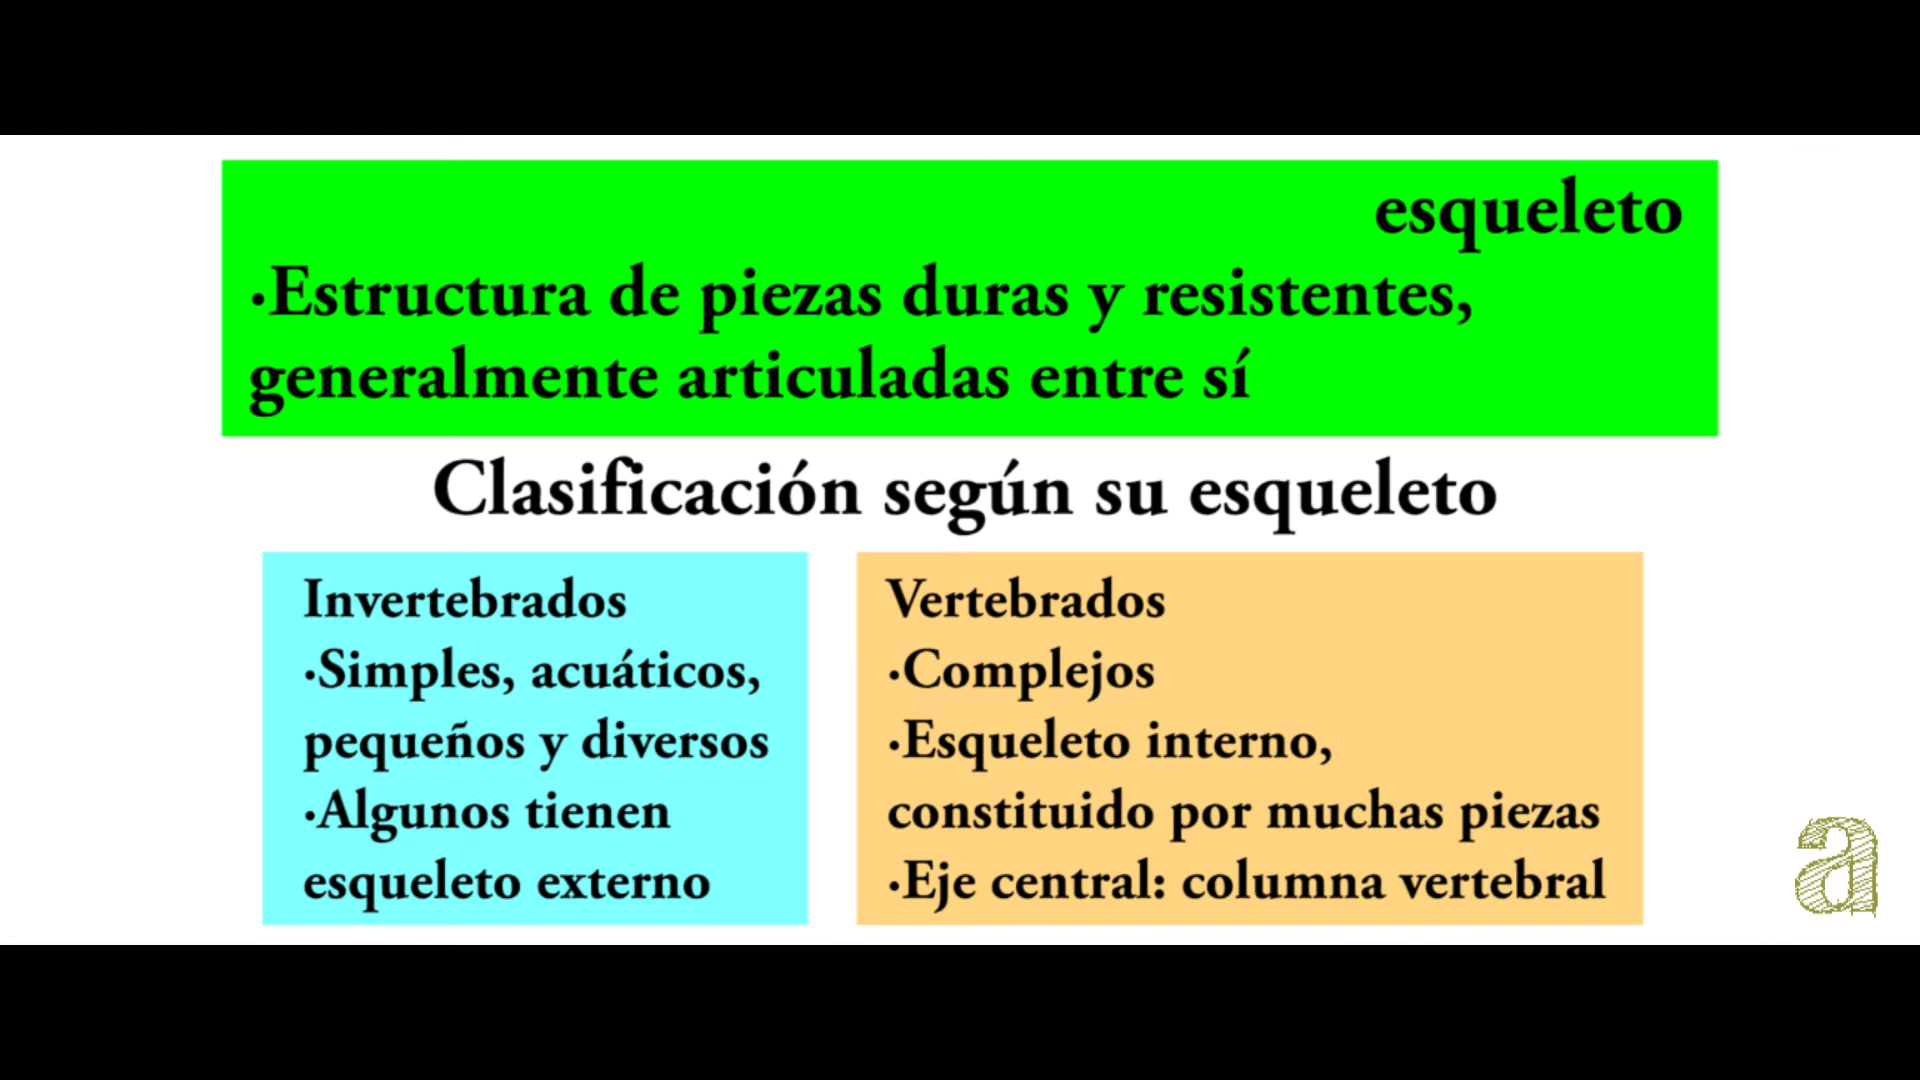 esqueleto
·Estructura de piezas duras y resistentes,
generalmente articuladas entre sí
Clasificación según su esqueleto
Invertebrados
·Simples, acuáticos,
pequeños y diversos
·Algunos tienen
esqueleto externo
Vertebrados
·Complejos
·Esqueleto interno,
constituido por muchas piezas
·Eje central: columna vertebral
a